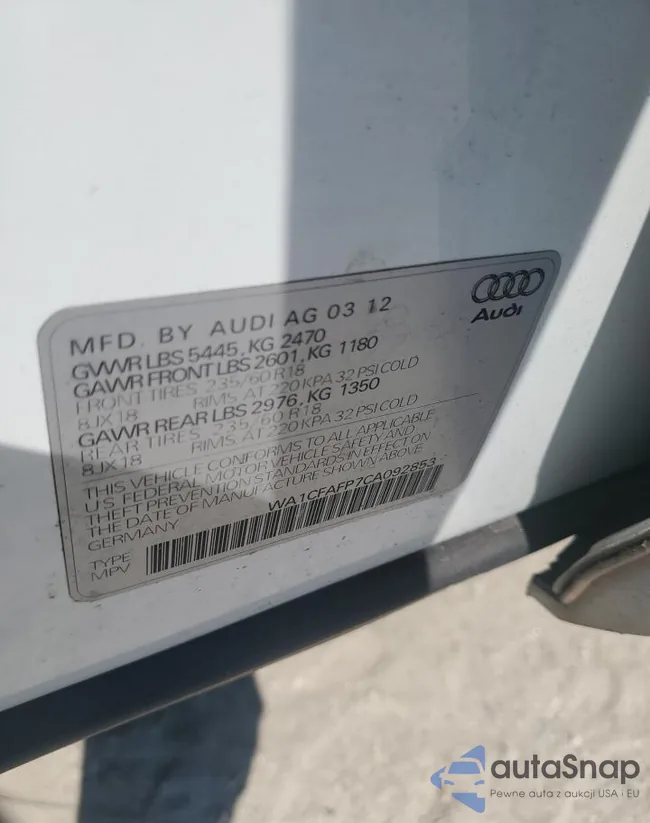 MFD. BY AUDI AG 03 12
GVWR LBS 5445, KG 2470
GAWR FRONT LBS 2601, KG 1180
FRONT TIRES, 235/60 R18
8JX18 RIMS, AT 220 KPA 32 PSI COLD
GAWR REAR LBS 2976, KG 1350
REAR TIRES, 235/60 R18
8JX18 RIMS, AT 220 KPA 32 PSI COLD
THIS VEHICLE CONFORMS TO ALL APPLICABLE
U'S FEDERAL MOTOR VEHICLE SAFETY AND
THEFT PREVENTION STANDARDS IN EFFECT ON
THE DATE OF MANUFACTURE SHOWN ABOVE
GERMANY WA1CFAFP7CA092853
TYPE
MPV
Audi
autaSnap
Pewne auta z aukcji USA i EU